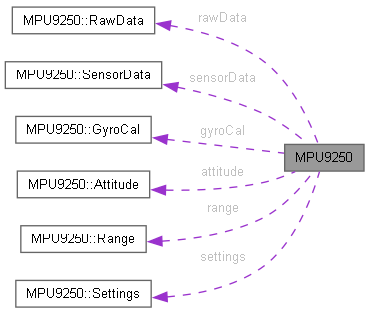 MPU9250::RawData
rawData
MPU9250::SensorData
sensorData
MPU9250::GyroCal
gyroCal
MPU9250
MPU9250::Attitude
attitude
MPU9250::Range
range
MPU9250::Settings
settings